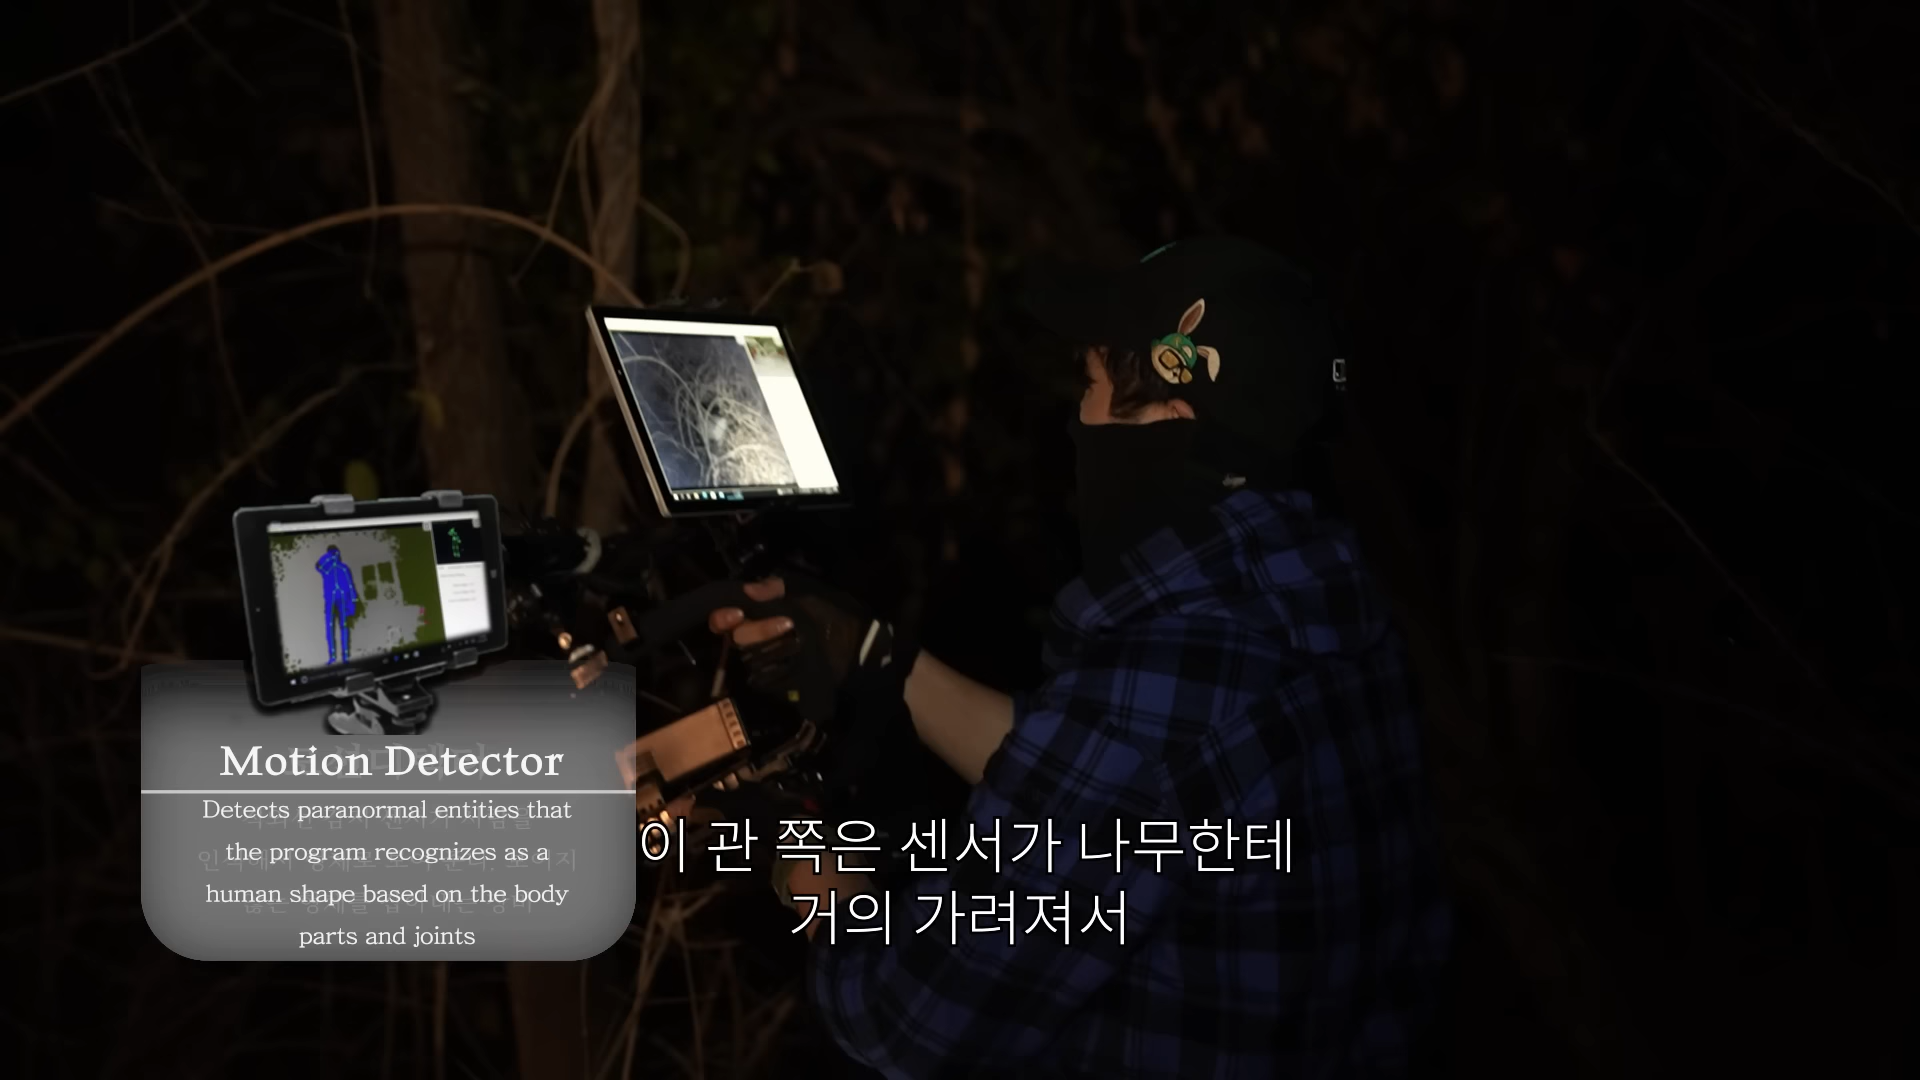 Motion Detector
Detects paranormal entities that
the program recognizes as a
human shape based on the body
parts and joints
이 관 쪽은 센서가 나무한테
거의 가려져서